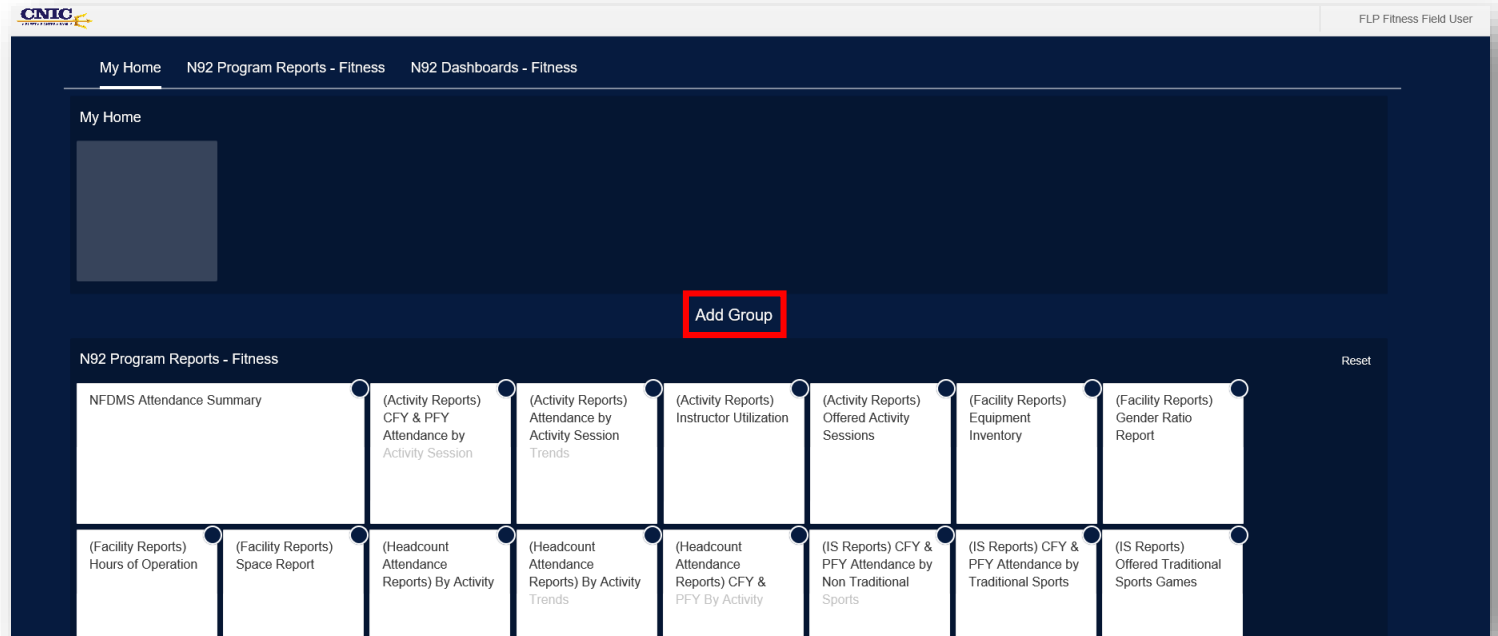 CNIC
FLP Fitness Field User
My Home
N92 Program Reports - Fitness
N92 Dashboards - Fitness
My Home
Add Group
N92 Program Reports - Fitness
Reset
NFDMS Attendance Summary
(Activity Reports)
CFY & PFY
Attendance by
Activity Session
(Activity Reports)
Attendance by
Activity Session
Trends
(Activity Reports)
Instructor Utilization
(Activity Reports)
Offered Activity
Sessions
(Facility Reports)
Equipment
Inventory
(Facility Reports)
Gender Ratio
Report
(Facility Reports)
Hours of Operation
(Facility Reports)
Space Report
(Headcount
Attendance
Reports) By Activity
(Headcount
Attendance
Reports) By Activity
Trends
(Headcount
Attendance
Reports) CFY &
PFY By Activity
(IS Reports) CFY &
PFY Attendance by
Non Traditional
Sports
(IS Reports) CFY &
PFY Attendance by
Traditional Sports
(IS Reports)
Offered Traditional
Sports Games